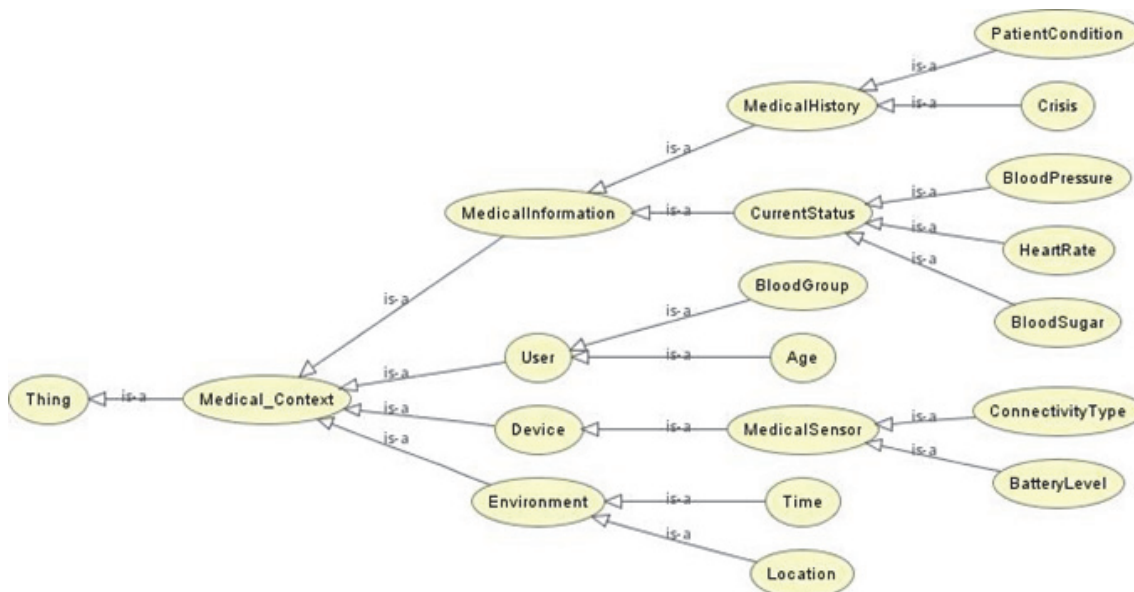 PatientCondition
is-a
MedicalHistory
is-a
Crisis
is-a
BloodPressure
is-a
MedicalInformation
is-a
CurrentStatus
is-a
HeartRate
is-a
BloodGroup
is-a
is-a
BloodSugar
User
is-a
Age
is-a
Thing
is-a
Medical_Context
is-a
ConnectivityType
is-a
Device
is-a
MedicalSensor
is-a
is-a
BatteryLevel
Environment
is-a
Time
is-a
Location